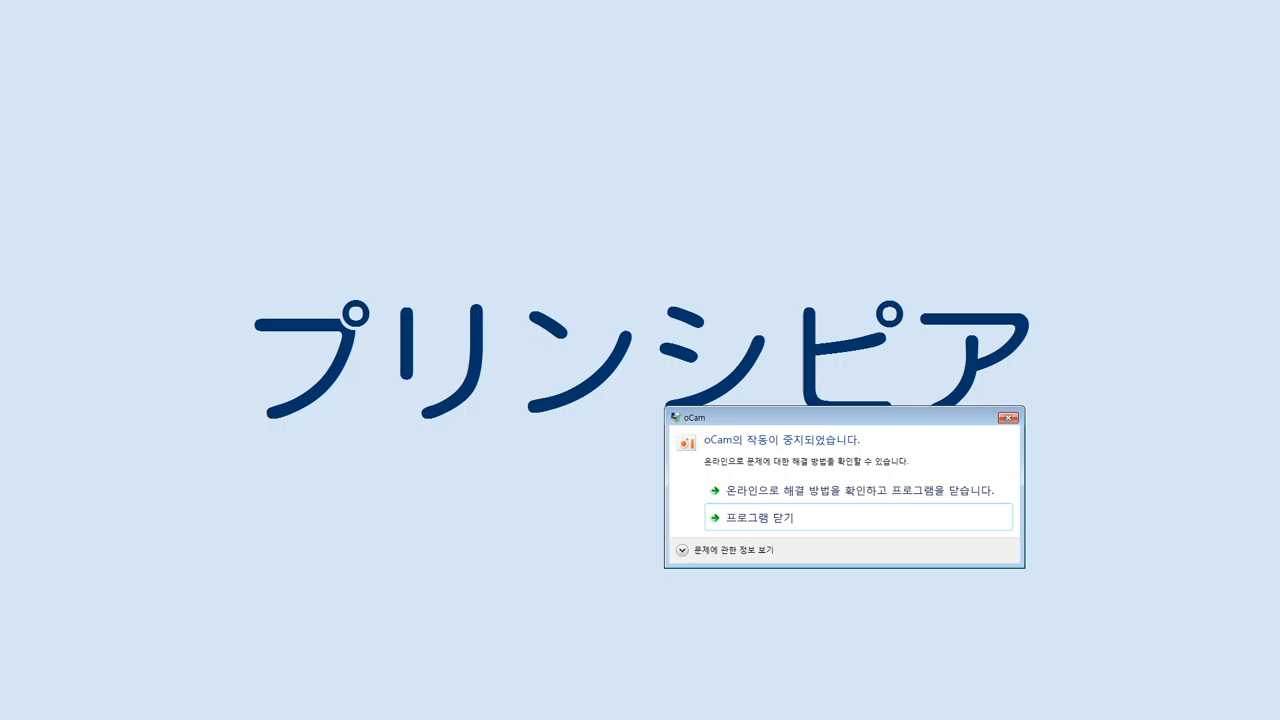 プリンシピア
oCam
oCam의 작동이 중지되었습니다.
온라인으로 문제에 대한 해결 방법을 확인할 수 있습니다.
온라인으로 해결 방법을 확인하고 프로그램을 닫습니다.
프로그램 닫기
문제에 관한 정보 보기